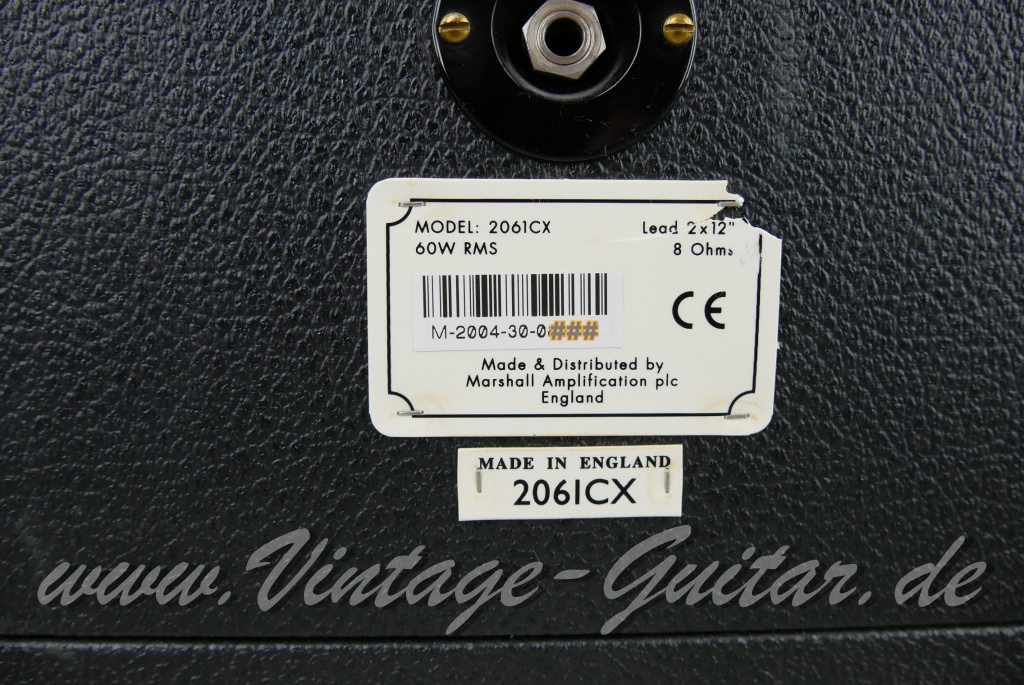 MODEL: 2061CX
Lead 2x12"
60W RMS
8 Ohms
M-2004-30-0
###
CE
Made & Distributed by
Marshall Amplification plc
England
MADE IN ENGLAND
2061CX
www.Vintage-Guitar.de